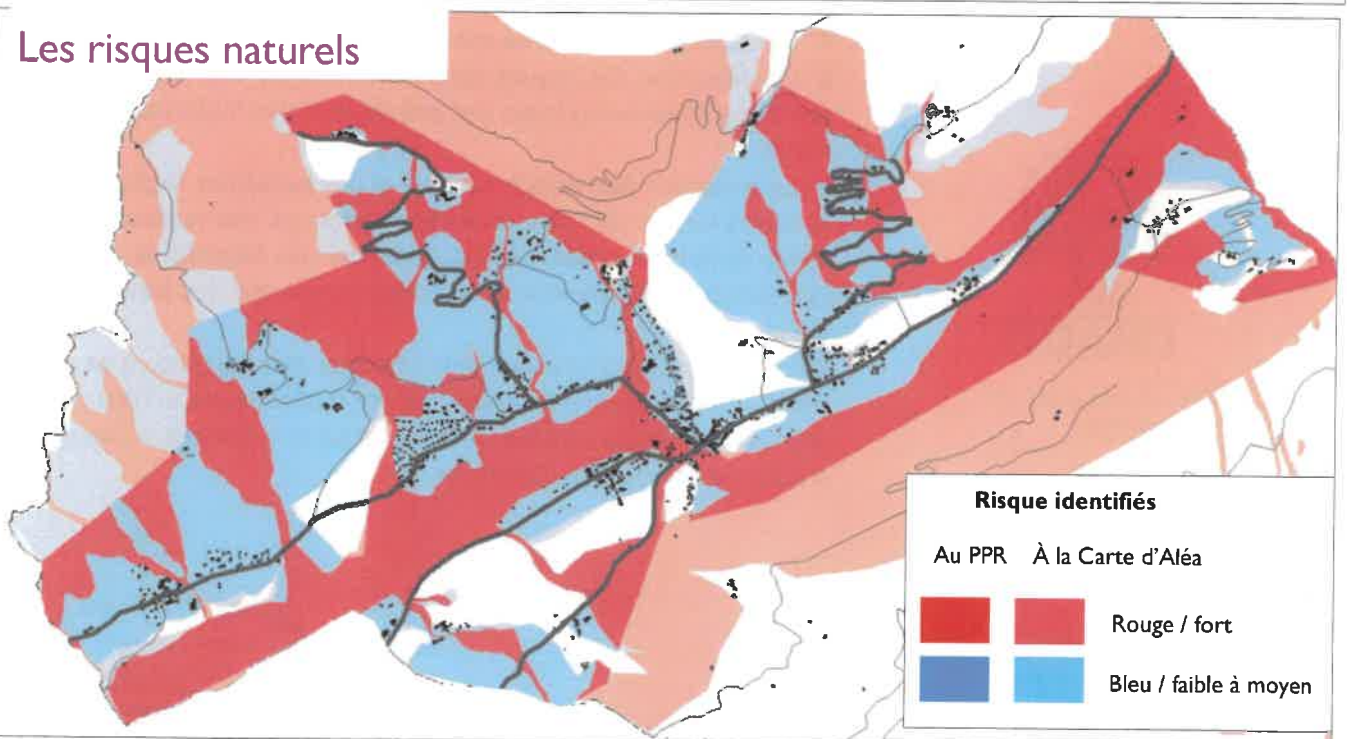 Les risques naturels
Risque identifiés
Au PPR À la Carte d'Aléa
Rouge / fort
Bleu / faible à moyen